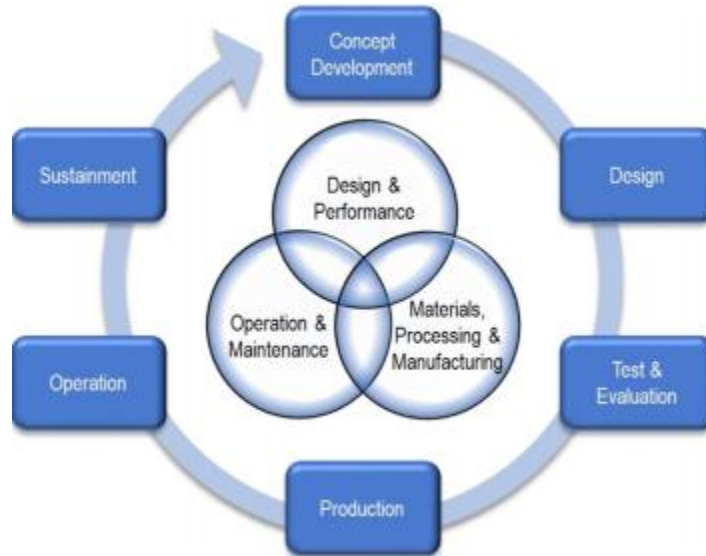 Concept
Development
Design
Test &
Evaluation
Production
Operation
Sustainment
Design &
Performance
Materials,
Processing &
Manufacturing
Operation &
Maintenance